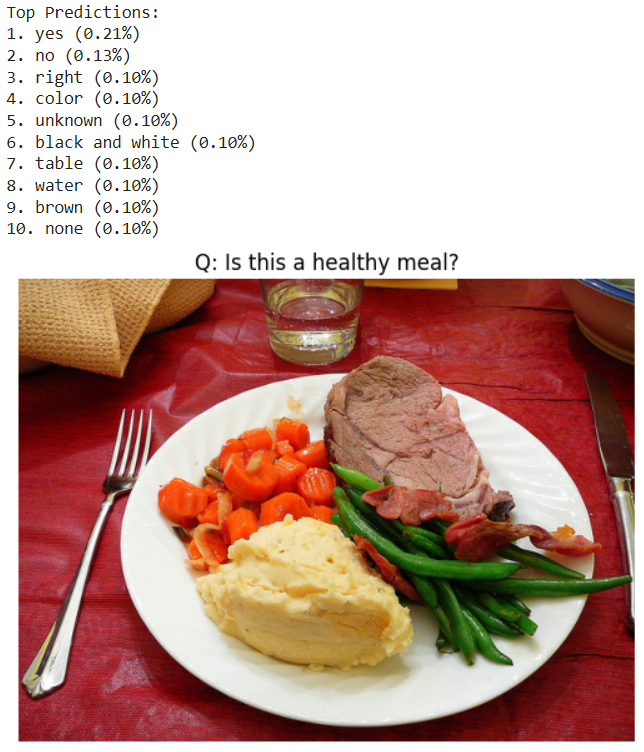 Top Predictions:
1. yes (0.21%)
2. no (0.13%)
3. right (0.10%)
4. color (0.10%)
5. unknown (0.10%)
6. black and white (0.10%)
7. table (0.10%)
8. water (0.10%)
9. brown (0.10%)
10. none (0.10%)
Q: Is this a healthy meal?